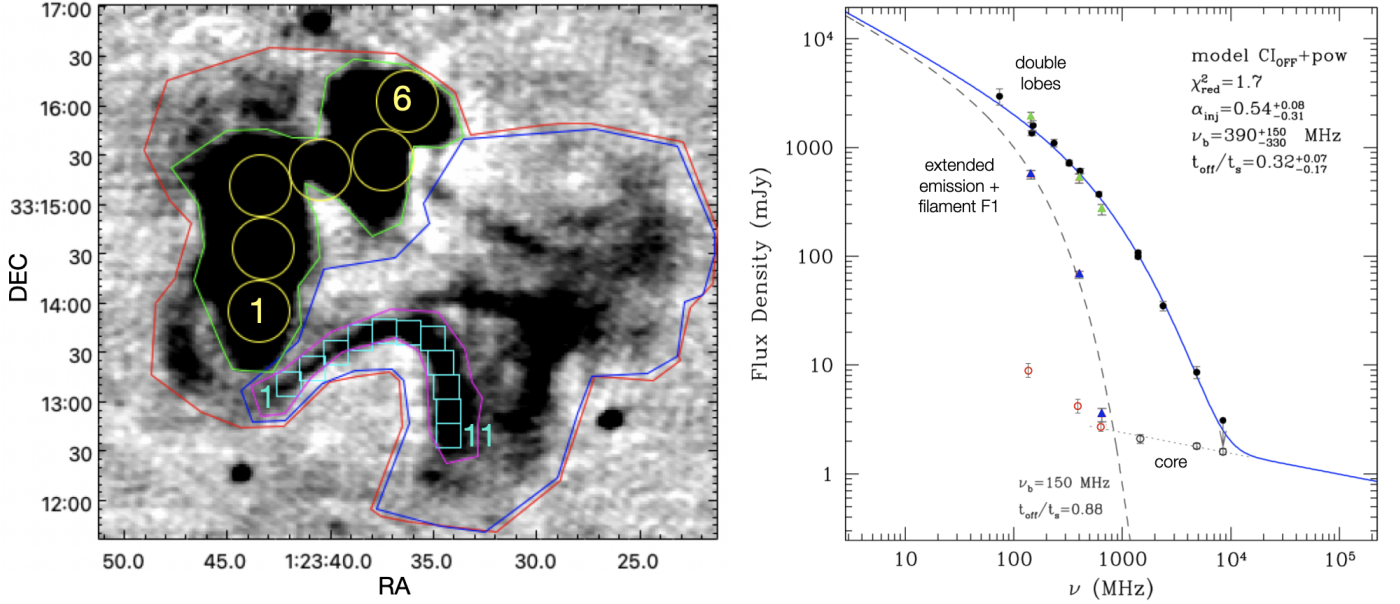 17:00
30
16:00
30
33:15:00
30
14:00
30
13:00
30
12:00
DEC
50.0
45.0
1:23:40.0
35.0
30.0
25.0
RA
6
1
1
11
10⁴
1000
100
10
1
Flux Density (mJy)
10
100
1000
10⁴
10⁵
ν (MHz)
double
lobes
extended
emission +
filament F1
core
model CI_OFF+pow
χ²_red=1.7
α_inj=0.54^{+0.08}_{−0.31}
ν_b=390^{+150}_{−330} MHz
t_off/t_s=0.32^{+0.07}_{−0.17}
ν_b=150 MHz
t_off/t_s=0.88